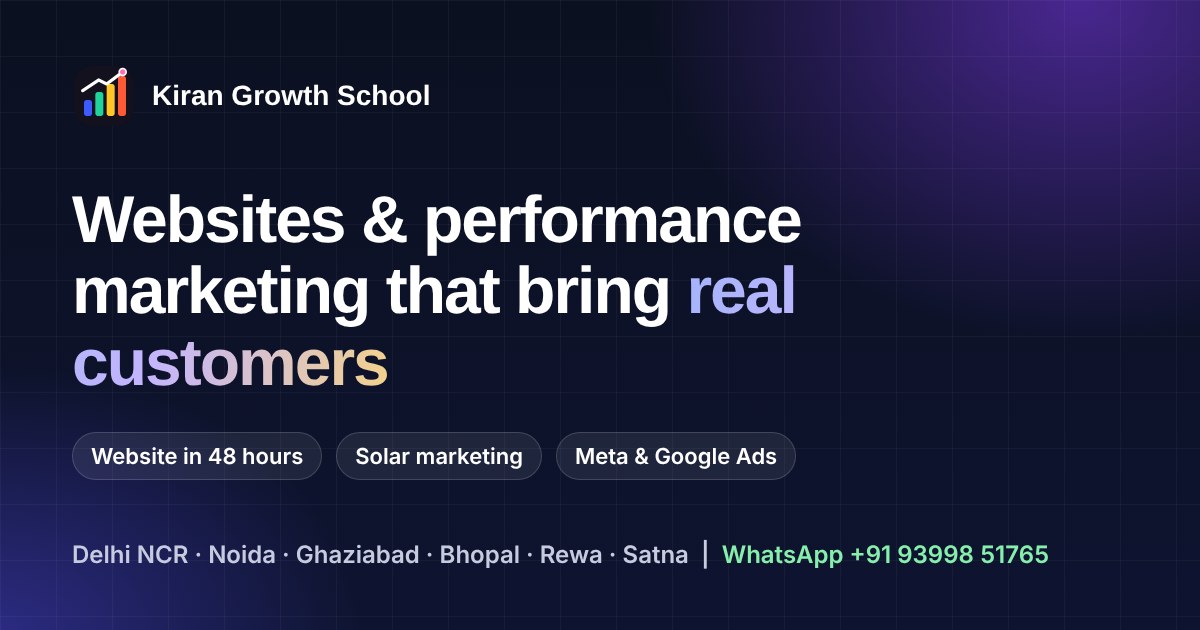 Kiran Growth School
Websites & performance
marketing that bring real
customers
Website in 48 hours
Solar marketing
Meta & Google Ads
Delhi NCR · Noida · Ghaziabad · Bhopal · Rewa · Satna | WhatsApp +91 93998 51765